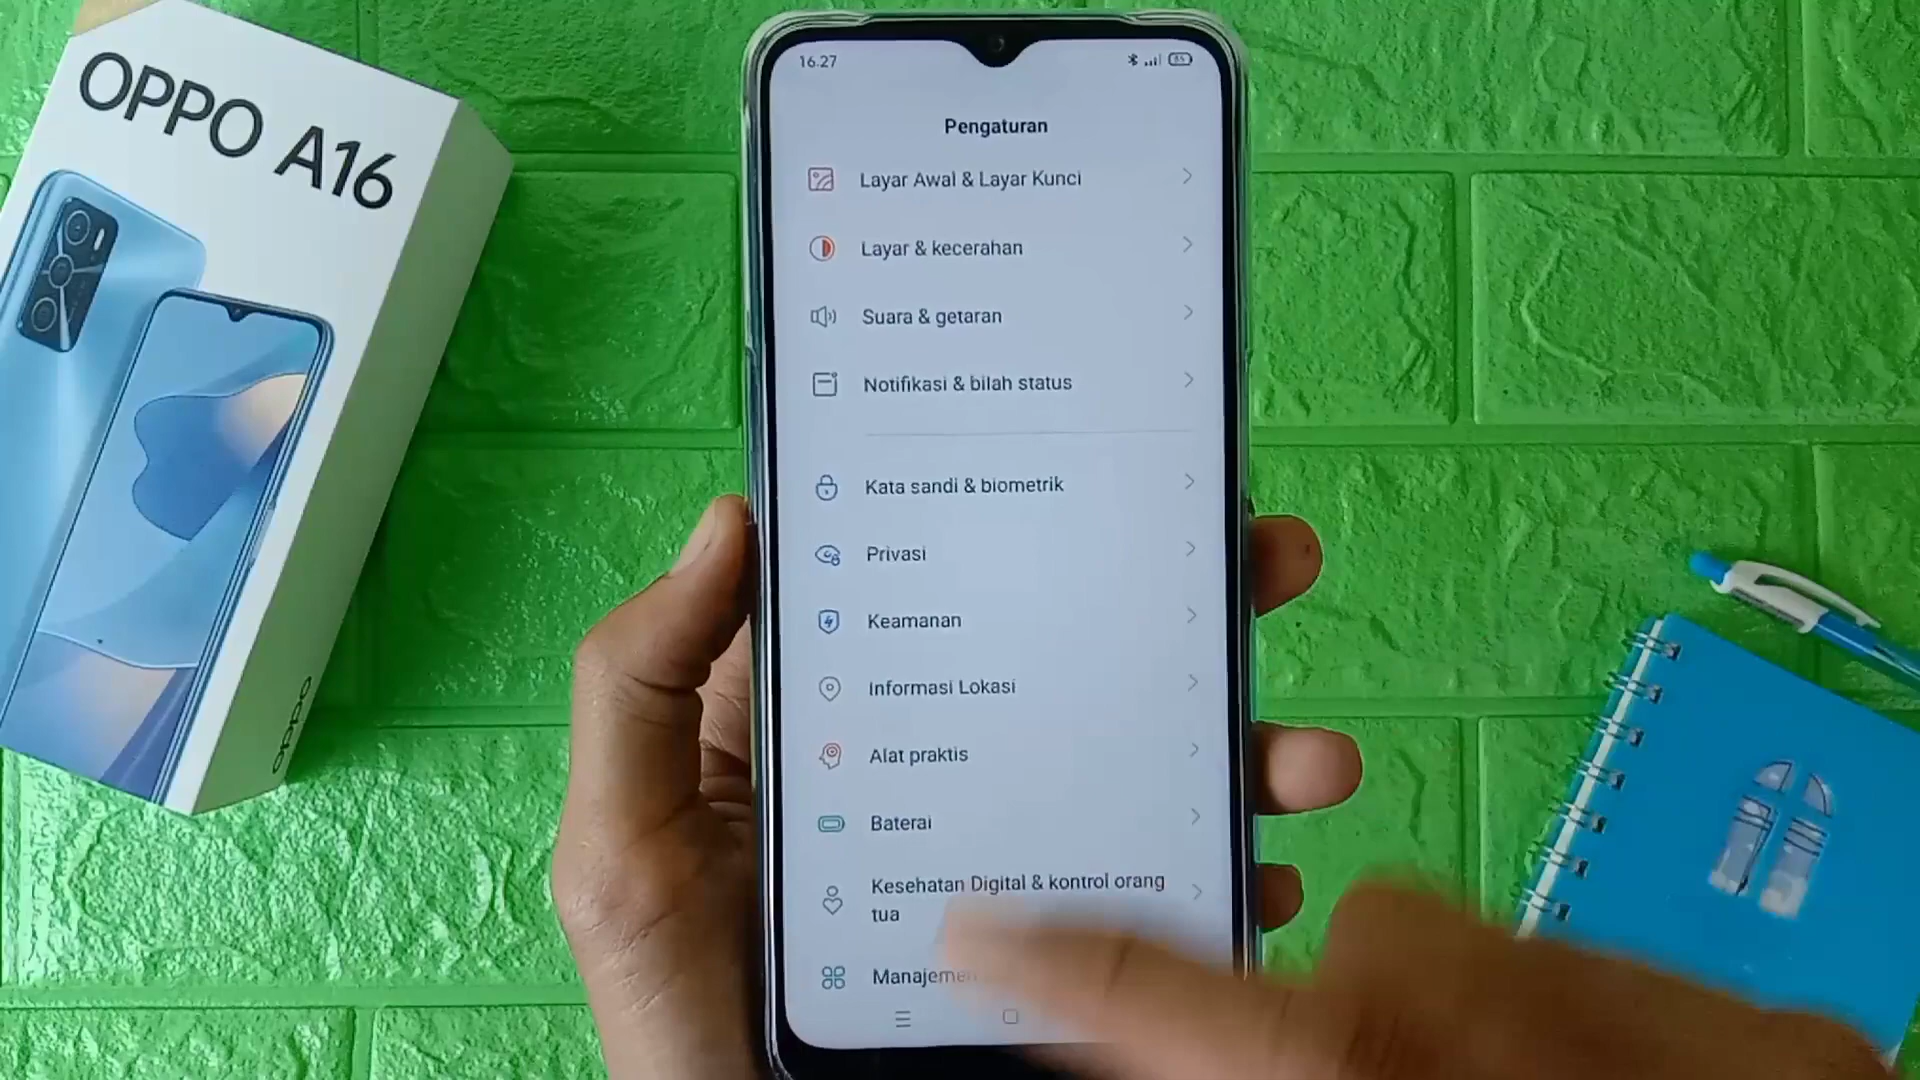 OPPO A16
oppo
16.27
85
Pengaturan
Layar Awal & Layar Kunci
Layar & kecerahan
Suara & getaran
Notifikasi & bilah status
Kata sandi & biometrik
Privasi
Keamanan
Informasi Lokasi
Alat praktis
Baterai
Kesehatan Digital & kontrol orang
tua